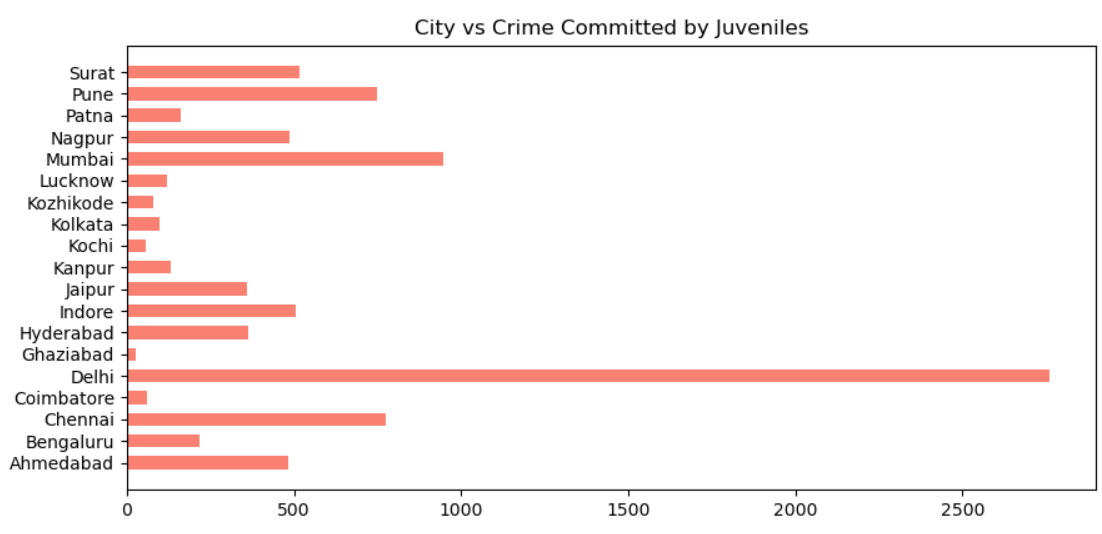 City vs Crime Committed by Juveniles
Surat
Pune
Patna
Nagpur
Mumbai
Lucknow
Kozhikode
Kolkata
Kochi
Kanpur
Jaipur
Indore
Hyderabad
Ghaziabad
Delhi
Coimbatore
Chennai
Bengaluru
Ahmedabad
0 500 1000 1500 2000 2500